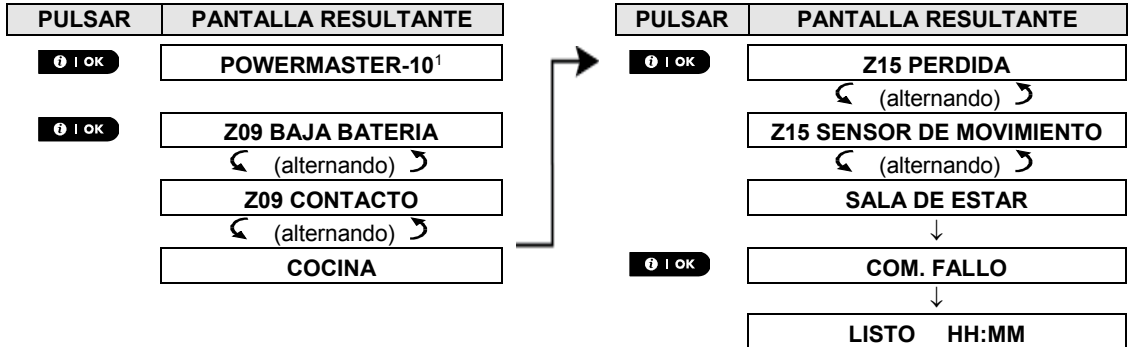 PULSAR PANTALLA RESULTANTE
i | OK POWERMASTER-10¹
i | OK Z09 BAJA BATERIA
(alternando)
Z09 CONTACTO
(alternando)
COCINA
PULSAR PANTALLA RESULTANTE
i | OK Z15 PERDIDA
(alternando)
Z15 SENSOR DE MOVIMIENTO
(alternando)
SALA DE ESTAR
↓
i | OK COM. FALLO
↓
LISTO HH:MM